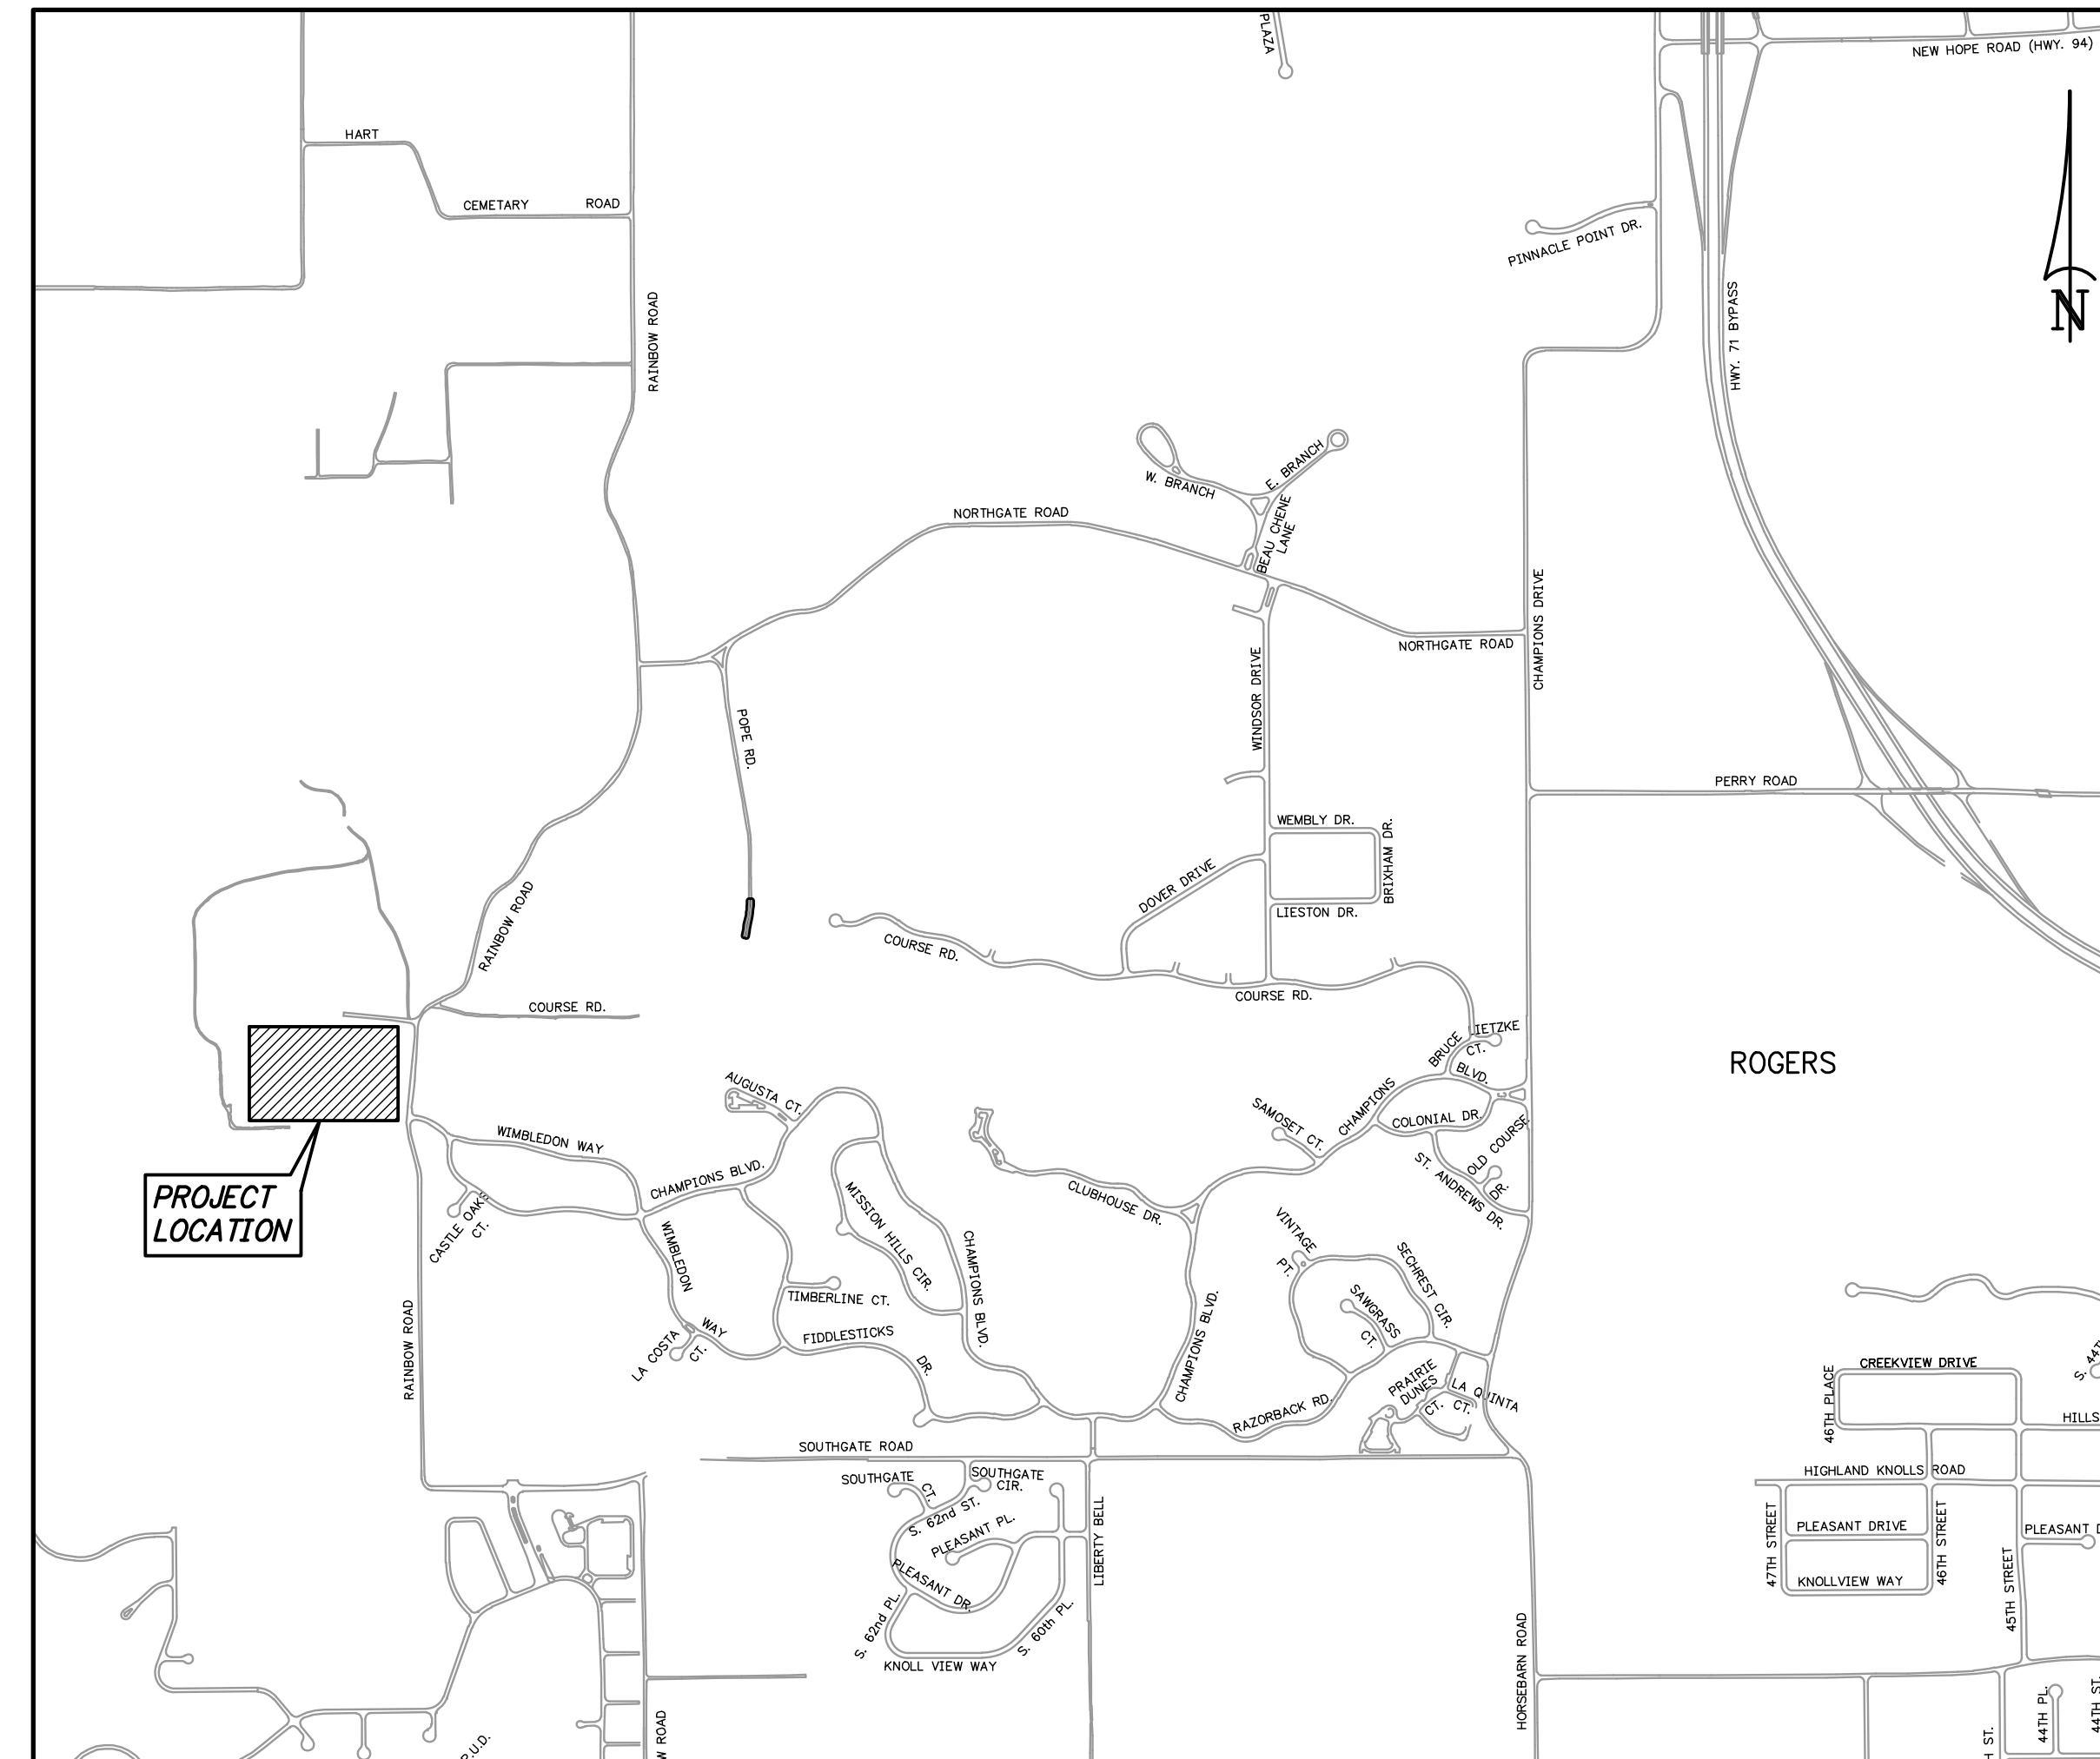 PLAZA
NEW HOPE ROAD (HWY. 94)
HART
CEMETARY ROAD
PINNACLE POINT DR.
N
RAINBOW ROAD
HWY. 71 BYPASS
W. BRANCH
E. BRANCH
BEAU CHENE
LANE
NORTHGATE ROAD
NORTHGATE ROAD
CHAMPIONS DRIVE
WINDSOR DRIVE
POPE RD.
PERRY ROAD
WEMBLY DR.
BRIXHAM DR.
DOVER DRIVE
LIESTON DR.
RAINBOW ROAD
COURSE RD.
COURSE RD.
COURSE RD.
LIETZKE
CT.
BRUCE
BLVD.
ROGERS
AUGUSTA CT.
SAMOSET CT.
CHAMPIONS
COLONIAL DR.
OLD COURSE
DR.
ST. ANDREWS DR.
WIMBLEDON WAY
CHAMPIONS BLVD.
PROJECT
LOCATION
CASTLE OAKS
CT.
MISSION HILLS CIR.
CLUBHOUSE DR.
WIMBLEDON
WAY
CHAMPIONS BLVD.
VINTAGE
PT.
SECHREST CIR.
SAWGRASS
CT.
TIMBERLINE CT.
FIDDLESTICKS
DR.
LA COSTA
CT.
RAINBOW ROAD
CHAMPIONS BLVD.
PRAIRIE
DUNES
CT.
LA QUINTA
CT.
RAZORBACK RD.
CREEKVIEW DRIVE
46TH PLACE
S. 44TH
HILLS
SOUTHGATE ROAD
SOUTHGATE
CT.
SOUTHGATE
CIR.
HIGHLAND KNOLLS ROAD
S. 62nd ST.
PLEASANT PL.
PLEASANT DR.
LIBERTY BELL
47TH STREET
PLEASANT DRIVE
46TH STREET
PLEASANT D
KNOLLVIEW WAY
45TH STREET
S. 62nd PL.
S. 60th PL.
KNOLL VIEW WAY
HORSEBARN ROAD
W ROAD
P.U.D.
44TH PL.
44TH ST.
H ST.